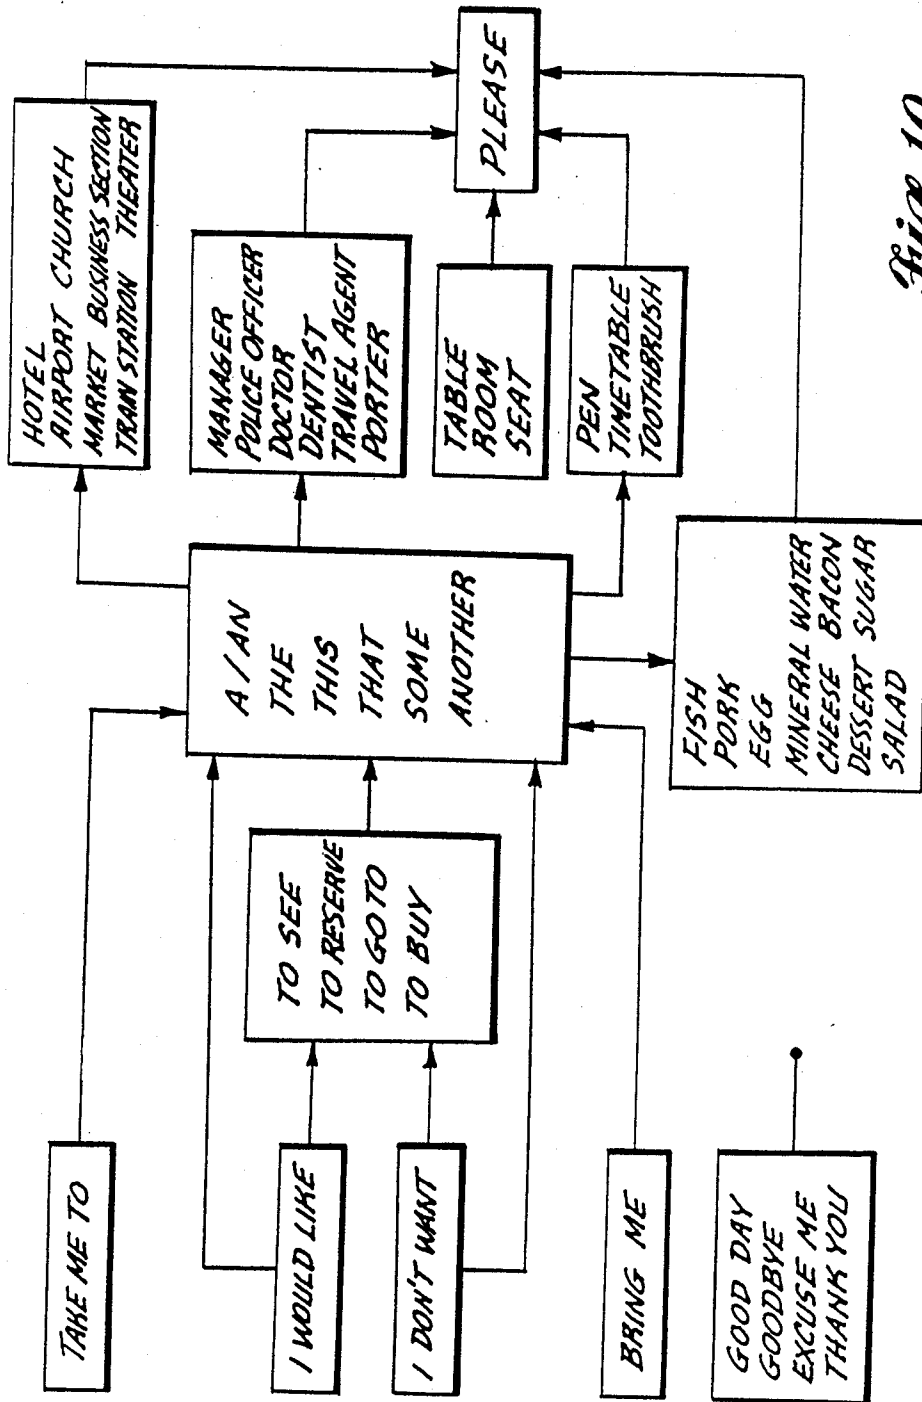 TAKE ME TO
I WOULD LIKE
I DON'T WANT
BRING ME
GOOD DAY
GOODBYE
EXCUSE ME
THANK YOU
TO SEE
TO RESERVE
TO GO TO
TO BUY
A / AN
THE
THIS
THAT
SOME
ANOTHER
HOTEL
AIRPORT CHURCH
MARKET BUSINESS SECTION
TRAIN STATION THEATER
MANAGER
POLICE OFFICER
DOCTOR
DENTIST
TRAVEL AGENT
PORTER
TABLE
ROOM
SEAT
PEN
TIMETABLE
TOOTHBRUSH
FISH
PORK
EGG
MINERAL WATER
CHEESE BACON
DESSERT SUGAR
SALAD
PLEASE